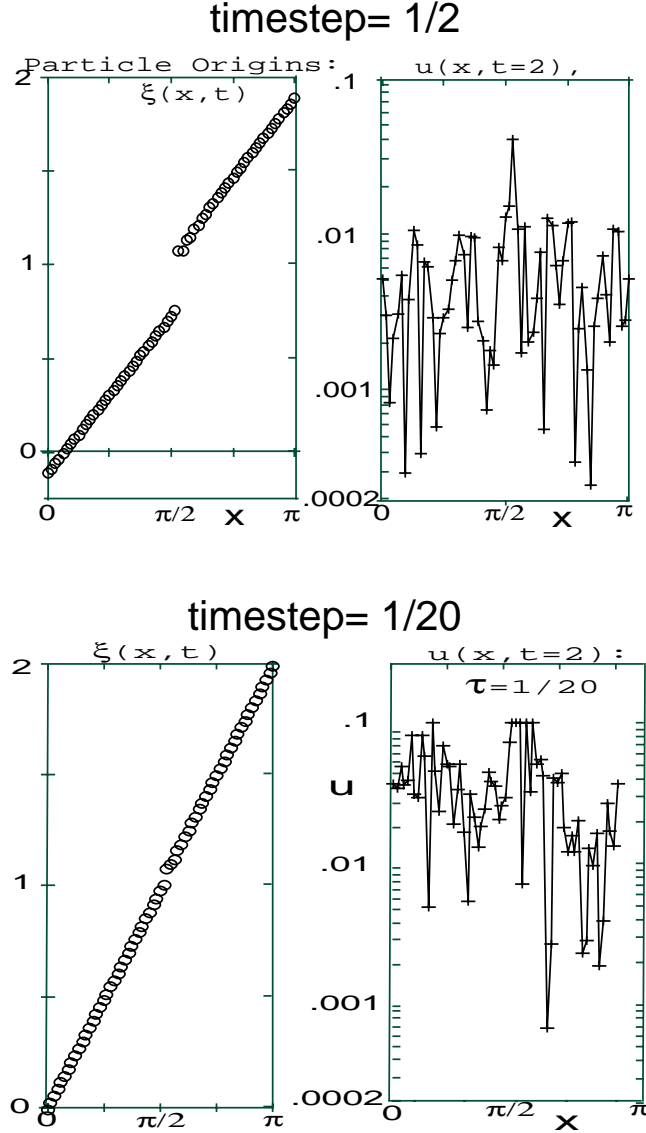 timestep= 1/2
Particle Origins:
ξ(x,t)
u(x,t=2),
2
1
0
0
π/2
x
π
.1
.01
.001
.0002
0
π/2
x
π
timestep= 1/20
ξ(x,t)
u(x,t=2):
τ=1/20
2
1
0
0
π/2
π
.1
u
.01
.001
.0002
0
π/2
x
π